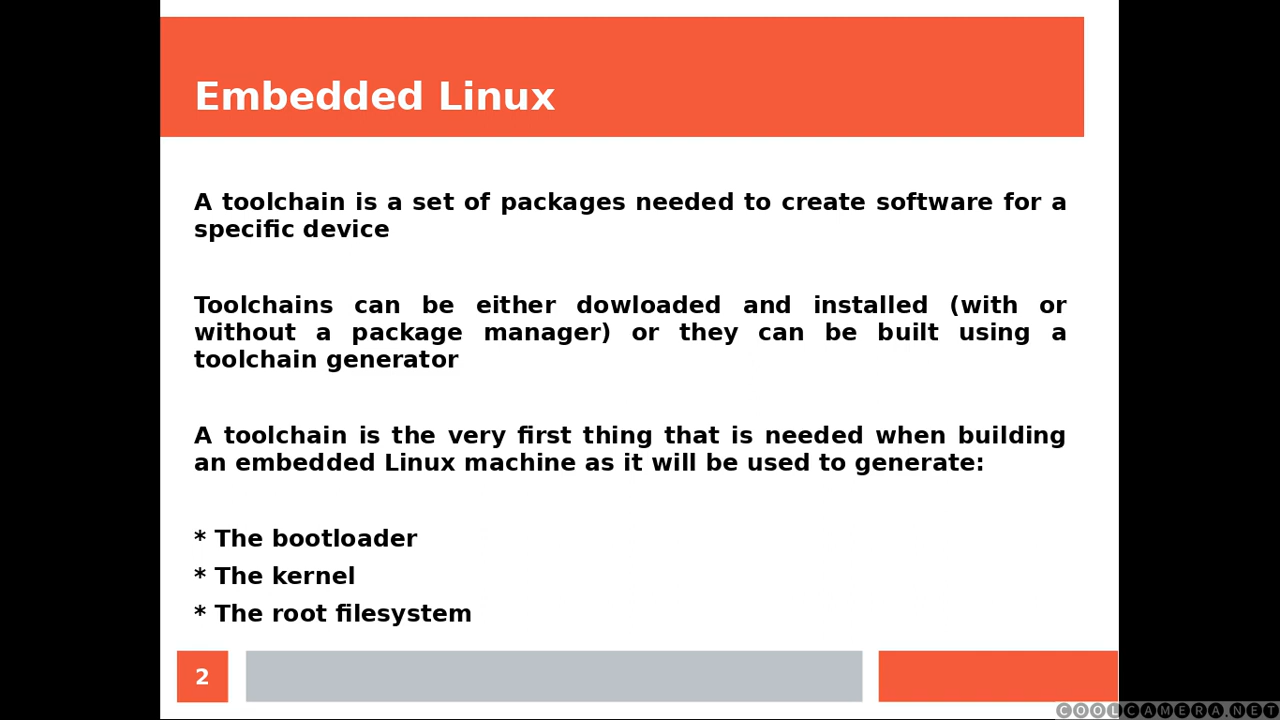 Embedded Linux
A toolchain is a set of packages needed to create software for a
specific device
Toolchains can be either dowloaded and installed (with or
without a package manager) or they can be built using a
toolchain generator
A toolchain is the very first thing that is needed when building
an embedded Linux machine as it will be used to generate:
* The bootloader
* The kernel
* The root filesystem
2
COOLCAMERA.NET